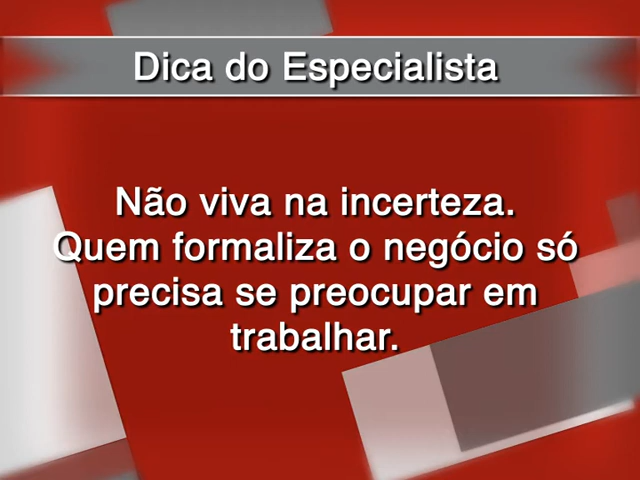 Dica do Especialista
Não viva na incerteza.
Quem formaliza o negócio só
precisa se preocupar em
trabalhar.